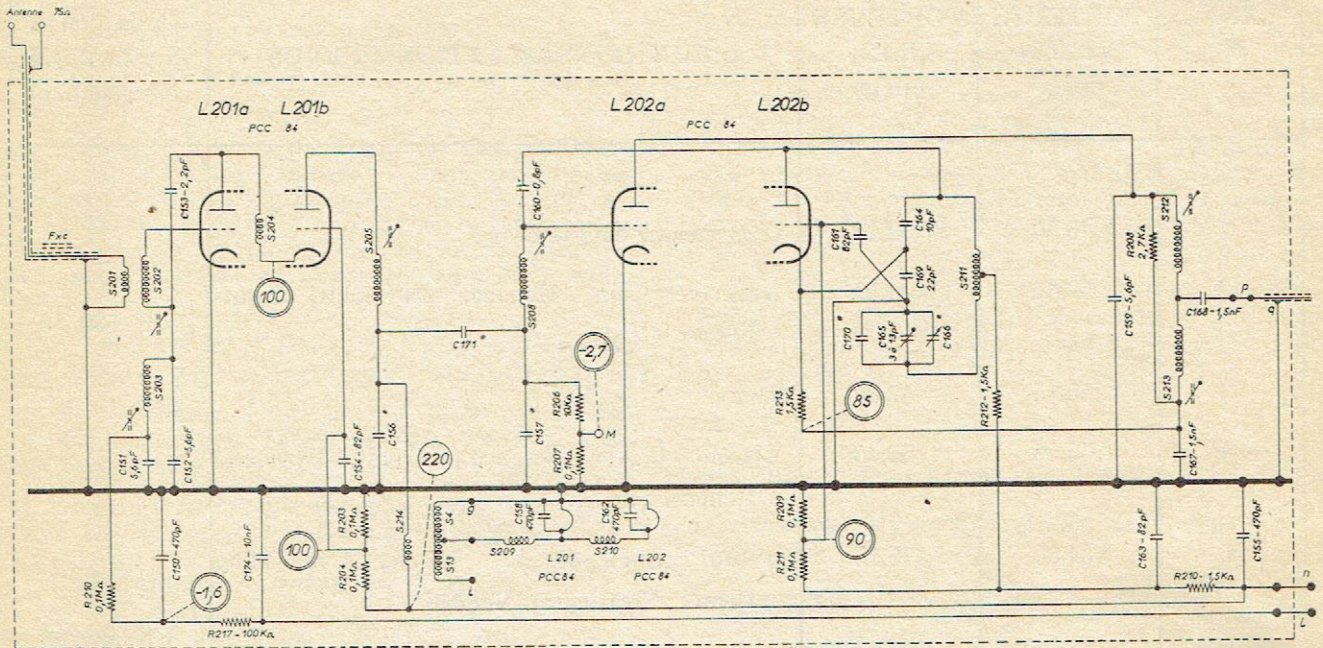 Antenne 75Ω
L201a L201b
PCC 84
L202a L202b
PCC 84
C153-2,2pF
S204
S205
C160-0,8pF
C161
82pF
C164
10pF
C169
22pF
S211
R208
2,7KΩ
S212
Fxc
S201
S202
100
S208
C171*
C159-5,6pF
C168-1,5nF
p
q
S203
-2,7
C170*
C165
3 à 13pF
C166*
S213
C151
5,6pF
C152-5,6pF
C154-82pF
C156*
C157*
R206
10KΩ
M
R207
0,1MΩ
R213
1,5KΩ
85
R212-1,5KΩ
C167-1,5nF
220
R210
0,1MΩ
C150-470pF
C174-10nF
100
R203
0,1MΩ
R204
0,1MΩ
S214
S4
S13
S209
C158
470pF
S210
C162
470pF
L201
PCC84
L202
PCC84
R209
0,1MΩ
R211
0,1MΩ
90
C163-82pF
C155-470pF
-1,6
R217-100KΩ
R210-1,5KΩ
n